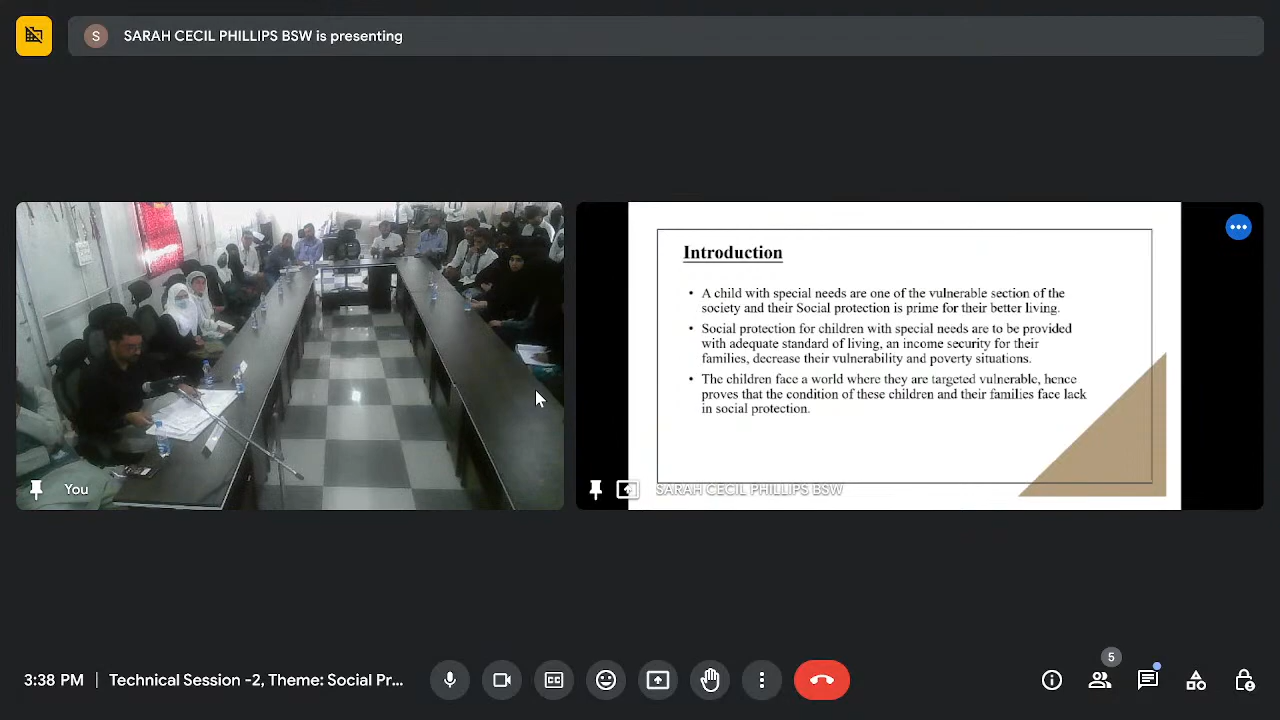 S
SARAH CECIL PHILLIPS BSW is presenting
Introduction
• A child with special needs are one of the vulnerable section of the
society and their Social protection is prime for their better living.
• Social protection for children with special needs are to be provided
with adequate standard of living, an income security for their
families, decrease their vulnerability and poverty situations.
• The children face a world where they are targeted vulnerable, hence
proves that the condition of these children and their families face lack
in social protection.
You
SARAH CECIL PHILLIPS BSW
5
3:38 PM | Technical Session -2, Theme: Social Pr...